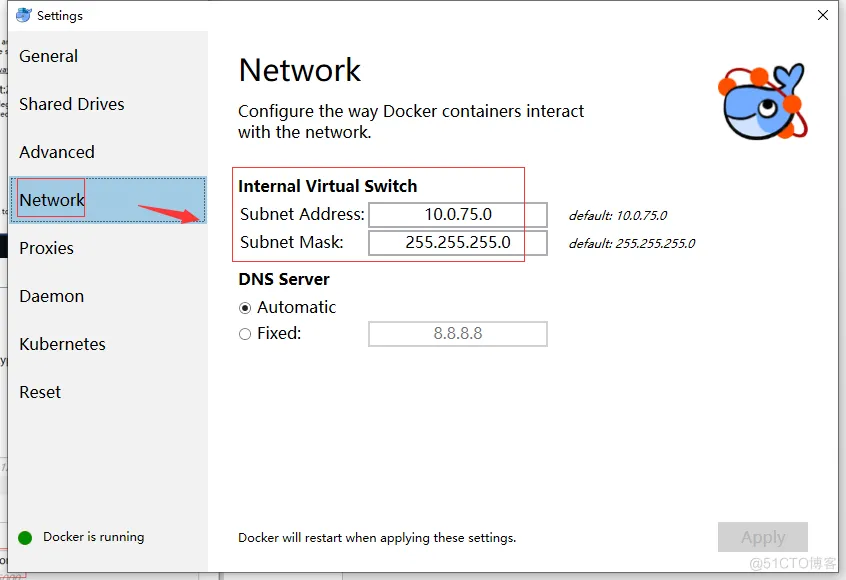 Settings
General
Shared Drives
Advanced
Network
Proxies
Daemon
Kubernetes
Reset
Docker is running
Network
Configure the way Docker containers interact
with the network.
Internal Virtual Switch
Subnet Address: 10.0.75.0 default: 10.0.75.0
Subnet Mask: 255.255.255.0 default: 255.255.255.0
DNS Server
Automatic
Fixed: 8.8.8.8
Docker will restart when applying these settings.
Apply
@51CTO博客